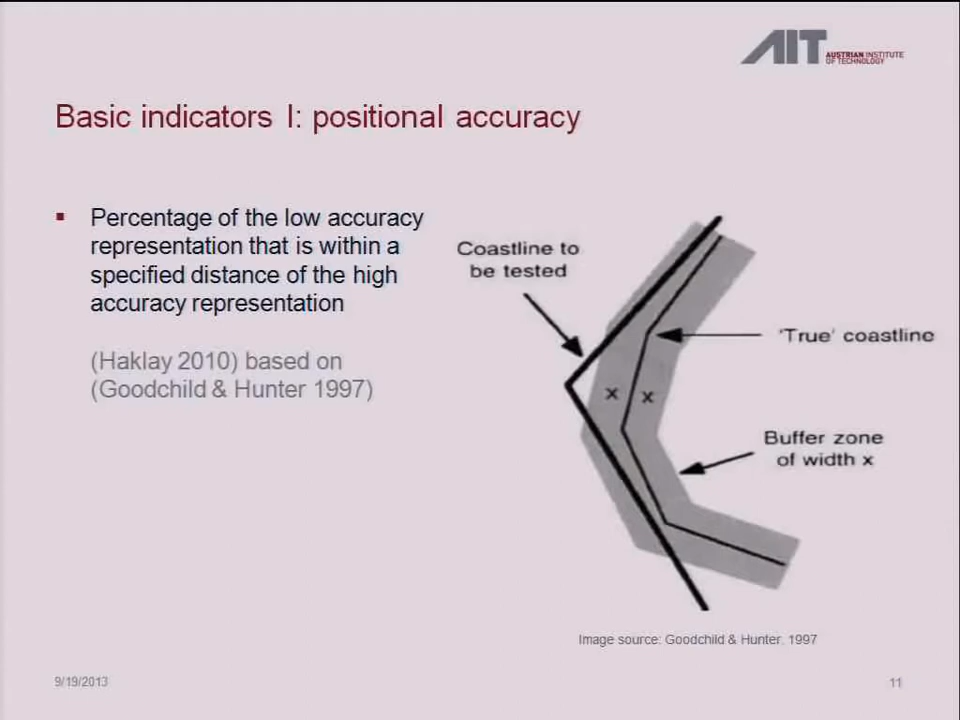 AIT AUSTRIAN INSTITUTE
OF TECHNOLOGY
Basic indicators I: positional accuracy
Percentage of the low accuracy
representation that is within a
specified distance of the high
accuracy representation
(Haklay 2010) based on
(Goodchild & Hunter 1997)
Coastline to
be tested
'True' coastline
x x
Buffer zone
of width x
Image source: Goodchild & Hunter. 1997
9/19/2013
11